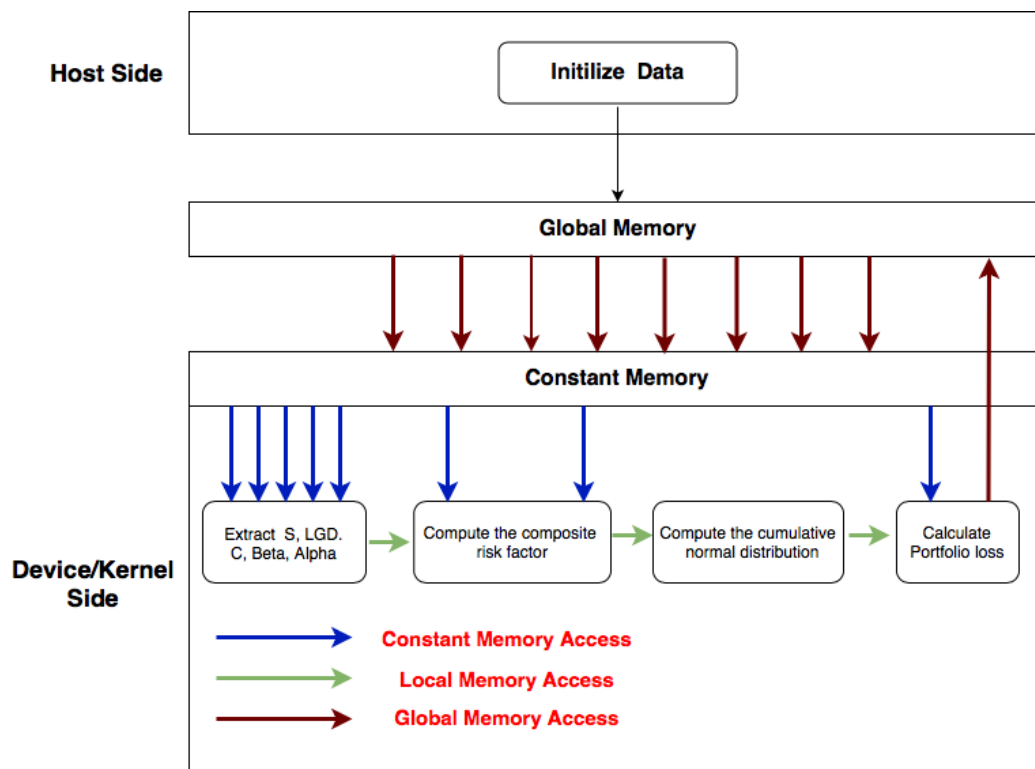 Host Side
Initilize Data
Global Memory
Constant Memory
Extract S, LGD.
C, Beta, Alpha
Compute the composite
risk factor
Compute the cumulative
normal distribution
Calculate
Portfolio loss
Device/Kernel
Side
Constant Memory Access
Local Memory Access
Global Memory Access